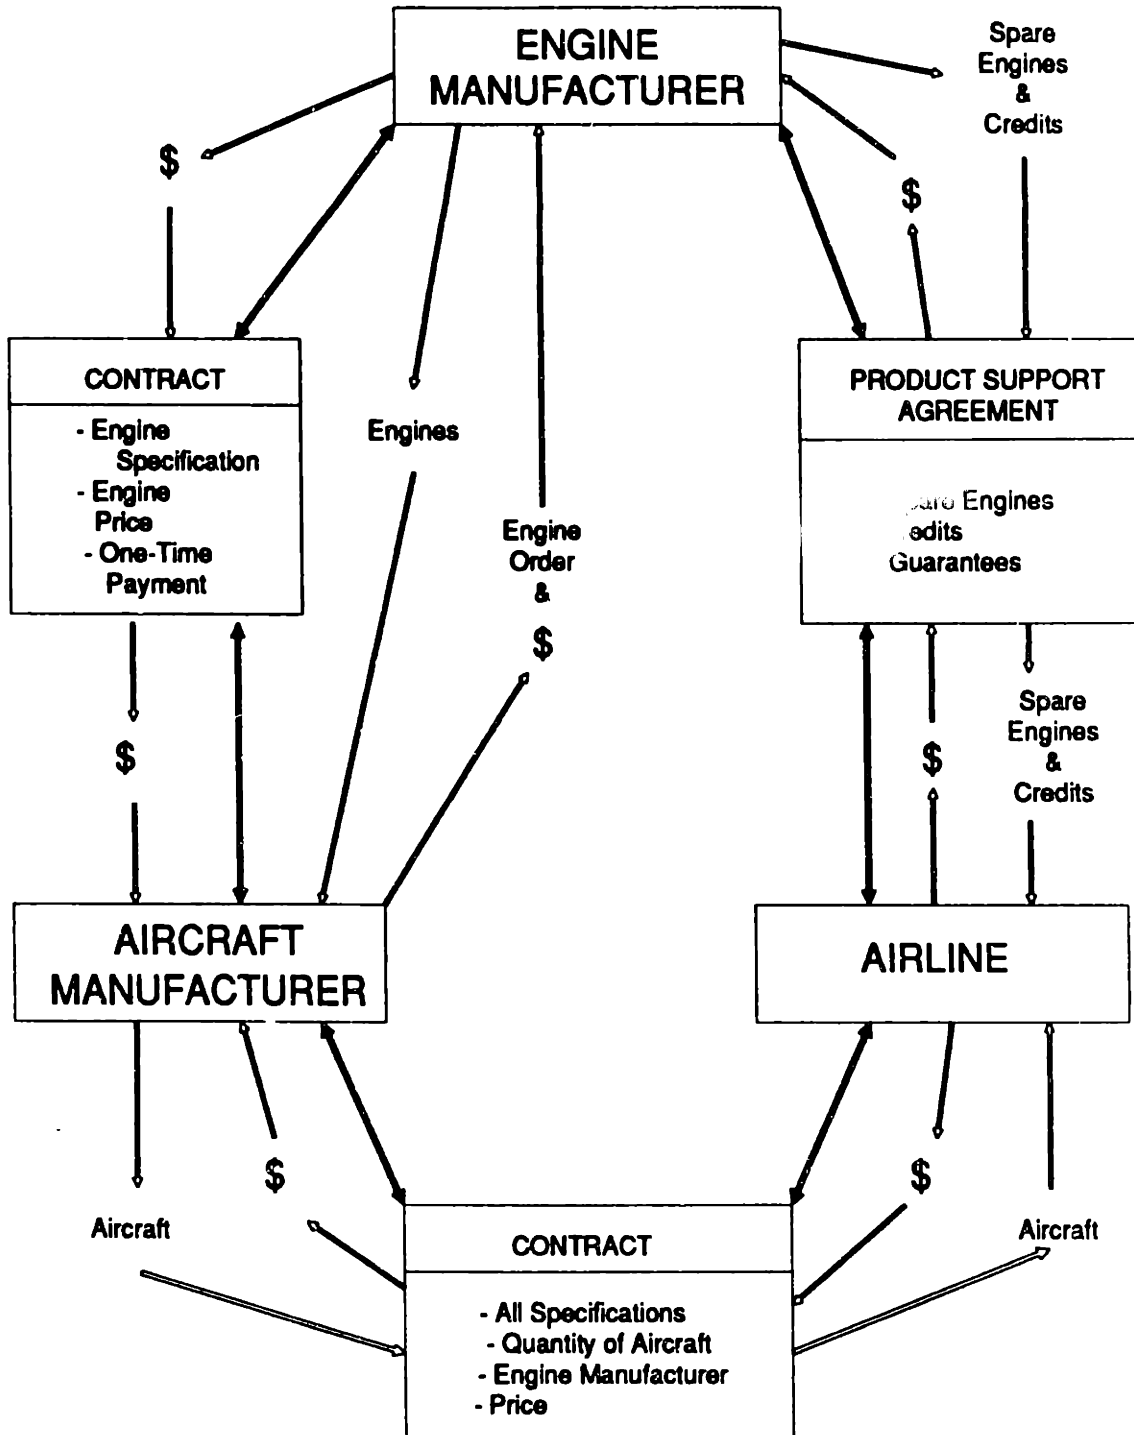 ENGINE
MANUFACTURER
Spare
Engines
&
Credits
$
$
CONTRACT
- Engine
Specification
- Engine
Price
- One-Time
Payment
Engines
Engine
Order
&
$
PRODUCT SUPPORT
AGREEMENT
Engines
Guarantees
$
$
Spare
Engines
&
Credits
AIRCRAFT
MANUFACTURER
AIRLINE
$
$
Aircraft
Aircraft
CONTRACT
- All Specifications
- Quantity of Aircraft
- Engine Manufacturer
- Price